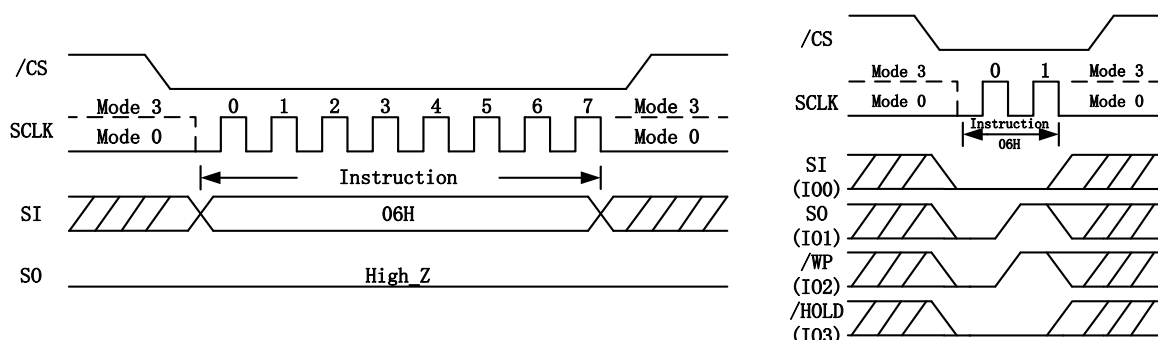 /CS
Mode 3 0 1 2 3 4 5 6 7 Mode 3
SCLK
Mode 0 Mode 0
Instruction
SI 06H
SO High_Z
/CS
Mode 3 0 1 Mode 3
SCLK Mode 0 Mode 0
Instruction
06H
SI
(IO0)
SO
(IO1)
/WP
(IO2)
/HOLD
(IO3)